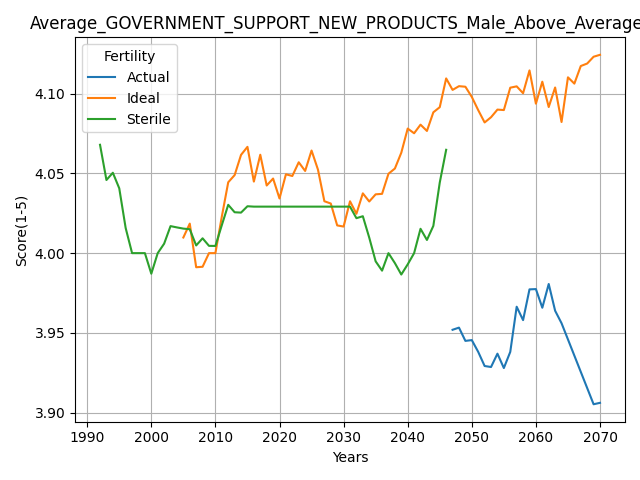 Average_GOVERNMENT_SUPPORT_NEW_PRODUCTS_Male_Above_Average
Fertility
Actual
Ideal
Sterile
4.10
4.05
4.00
3.95
3.90
Score(1-5)
1990 2000 2010 2020 2030 2040 2050 2060 2070
Years